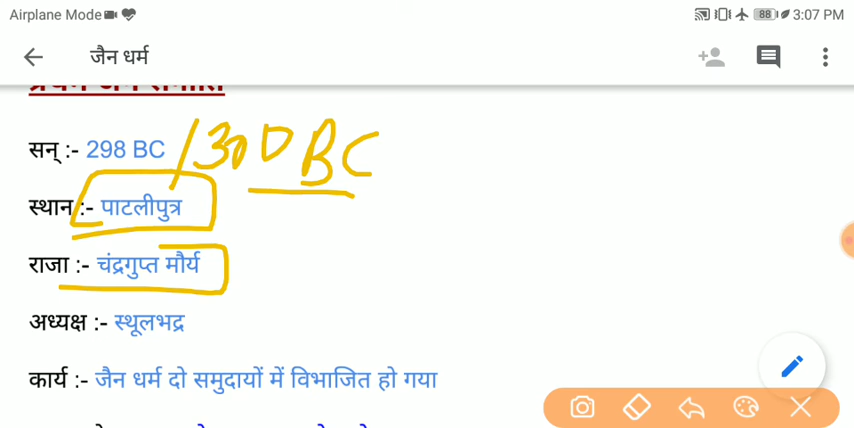 Airplane Mode 88 3:07 PM
जैन धर्म
सन् :- 298 BC / 300 BC
स्थान :- पाटलीपुत्र
राजा :- चंद्रगुप्त मौर्य
अध्यक्ष :- स्थूलभद्र
कार्य :- जैन धर्म दो समुदायों में विभाजित हो गया